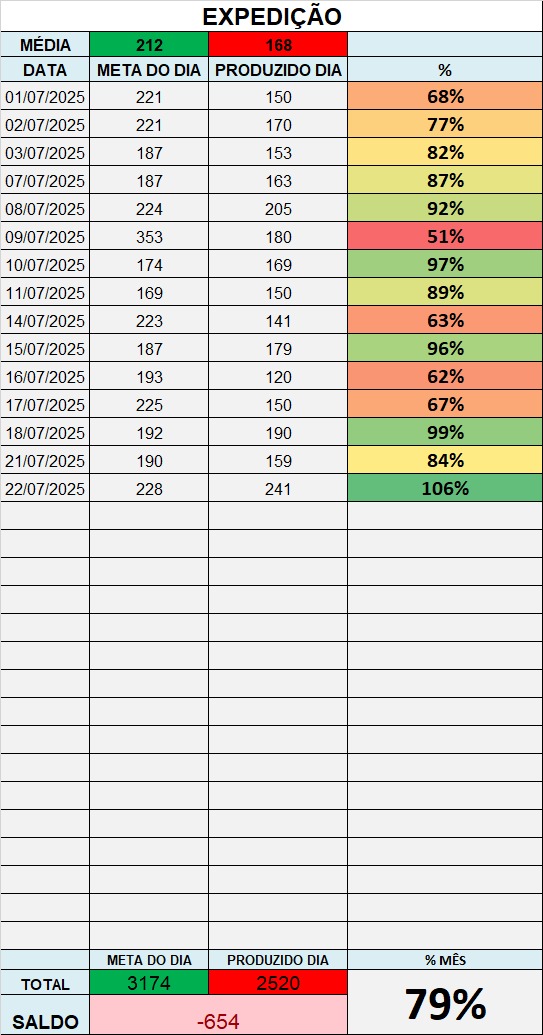 EXPEDIÇÃO
MÉDIA 212 168
DATA META DO DIA PRODUZIDO DIA %
01/07/2025 221 150 68%
02/07/2025 221 170 77%
03/07/2025 187 153 82%
07/07/2025 187 163 87%
08/07/2025 224 205 92%
09/07/2025 353 180 51%
10/07/2025 174 169 97%
11/07/2025 169 150 89%
14/07/2025 223 141 63%
15/07/2025 187 179 96%
16/07/2025 193 120 62%
17/07/2025 225 150 67%
18/07/2025 192 190 99%
21/07/2025 190 159 84%
22/07/2025 228 241 106%
META DO DIA PRODUZIDO DIA % MÊS
TOTAL 3174 2520 79%
SALDO -654